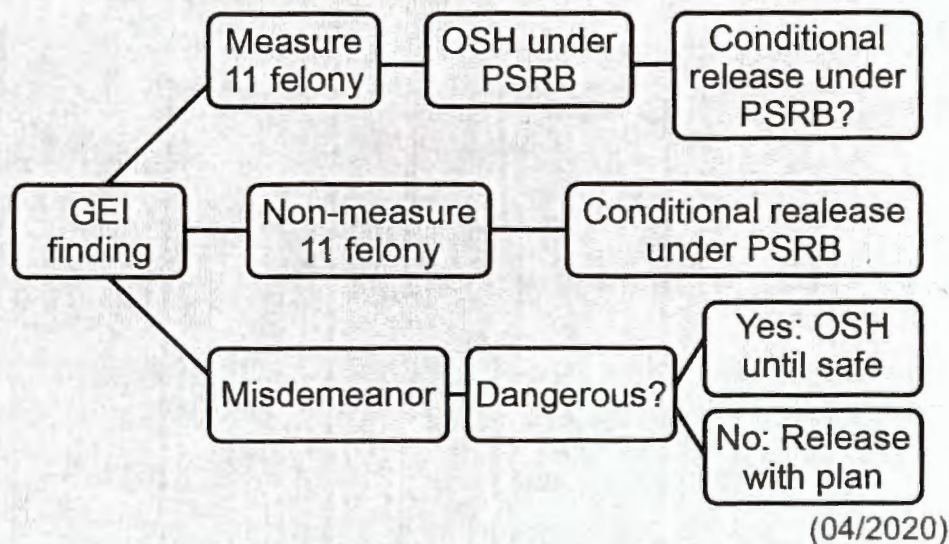 Measure
11 felony
OSH under
PSRB
Conditional
release under
PSRB?
GEI
finding
Non-measure
11 felony
Conditional realease
under PSRB
Misdemeanor
Dangerous?
Yes: OSH
until safe
No: Release
with plan
(04/2020)